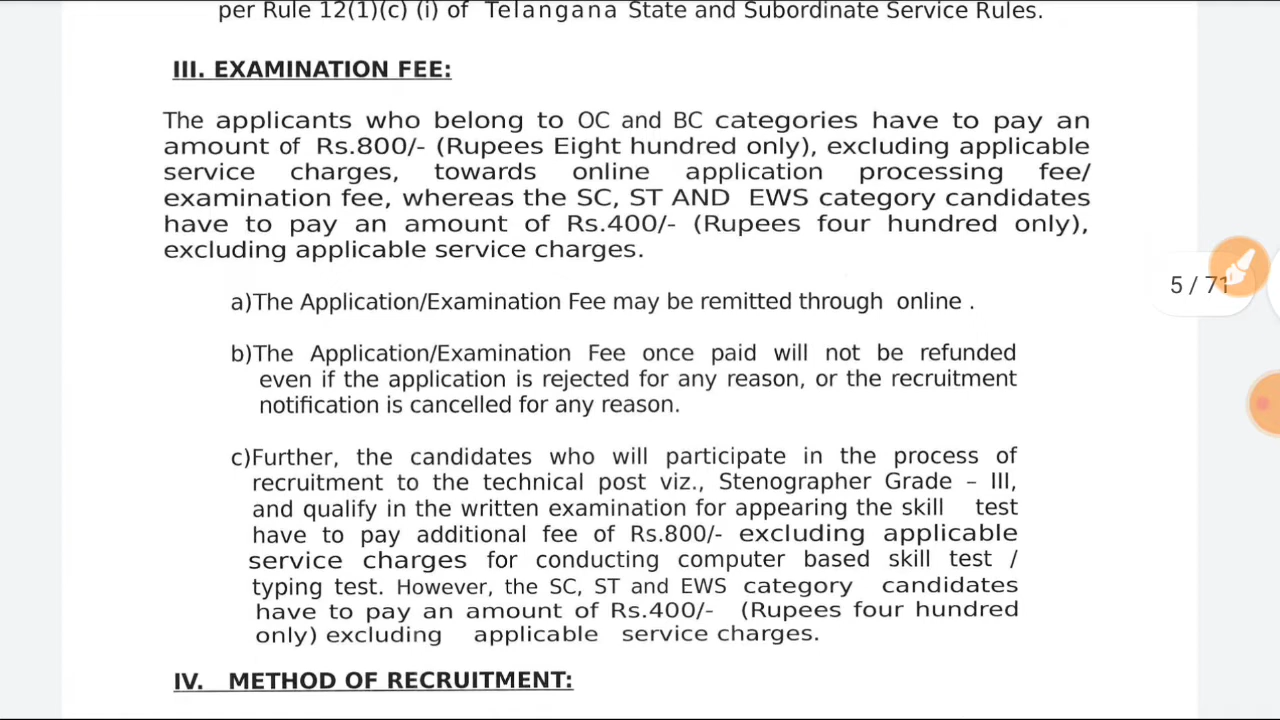 per Rule 12(1)(c) (i) of Telangana State and Subordinate Service Rules.
III. EXAMINATION FEE:
The applicants who belong to OC and BC categories have to pay an
amount of Rs.800/- (Rupees Eight hundred only), excluding applicable
service charges, towards online application processing fee/
examination fee, whereas the SC, ST AND EWS category candidates
have to pay an amount of Rs.400/- (Rupees four hundred only),
excluding applicable service charges.
a)The Application/Examination Fee may be remitted through online .
b)The Application/Examination Fee once paid will not be refunded
even if the application is rejected for any reason, or the recruitment
notification is cancelled for any reason.
c)Further, the candidates who will participate in the process of
recruitment to the technical post viz., Stenographer Grade – III,
and qualify in the written examination for appearing the skill test
have to pay additional fee of Rs.800/- excluding applicable
service charges for conducting computer based skill test /
typing test. However, the SC, ST and EWS category candidates
have to pay an amount of Rs.400/- (Rupees four hundred
only) excluding applicable service charges.
IV. METHOD OF RECRUITMENT:
5 / 71